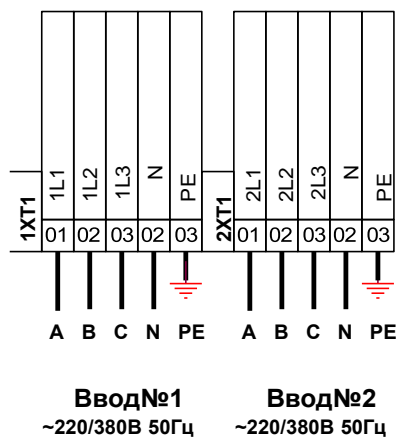 1XT1 1L1 1L2 1L3 N PE 2XT1 2L1 2L2 2L3 N PE
01 02 03 02 03 01 02 03 02 03
A B C N PE A B C N PE
Ввод№1 Ввод№2
~220/380В 50Гц ~220/380В 50Гц